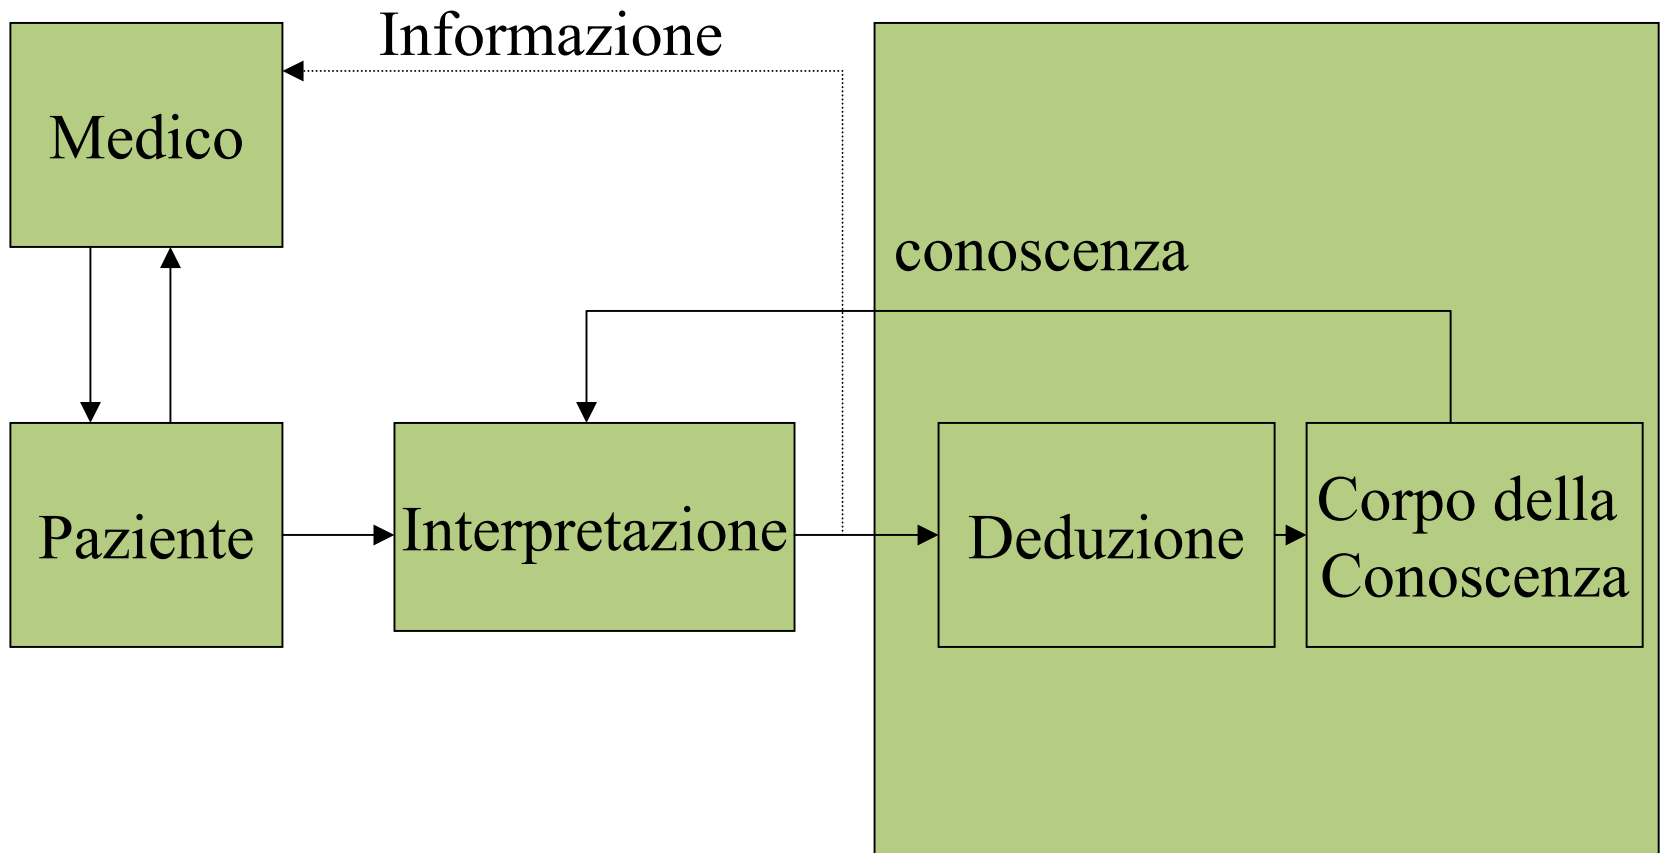 Informazione
Medico
conoscenza
Paziente
Interpretazione
Deduzione
Corpo della
Conoscenza